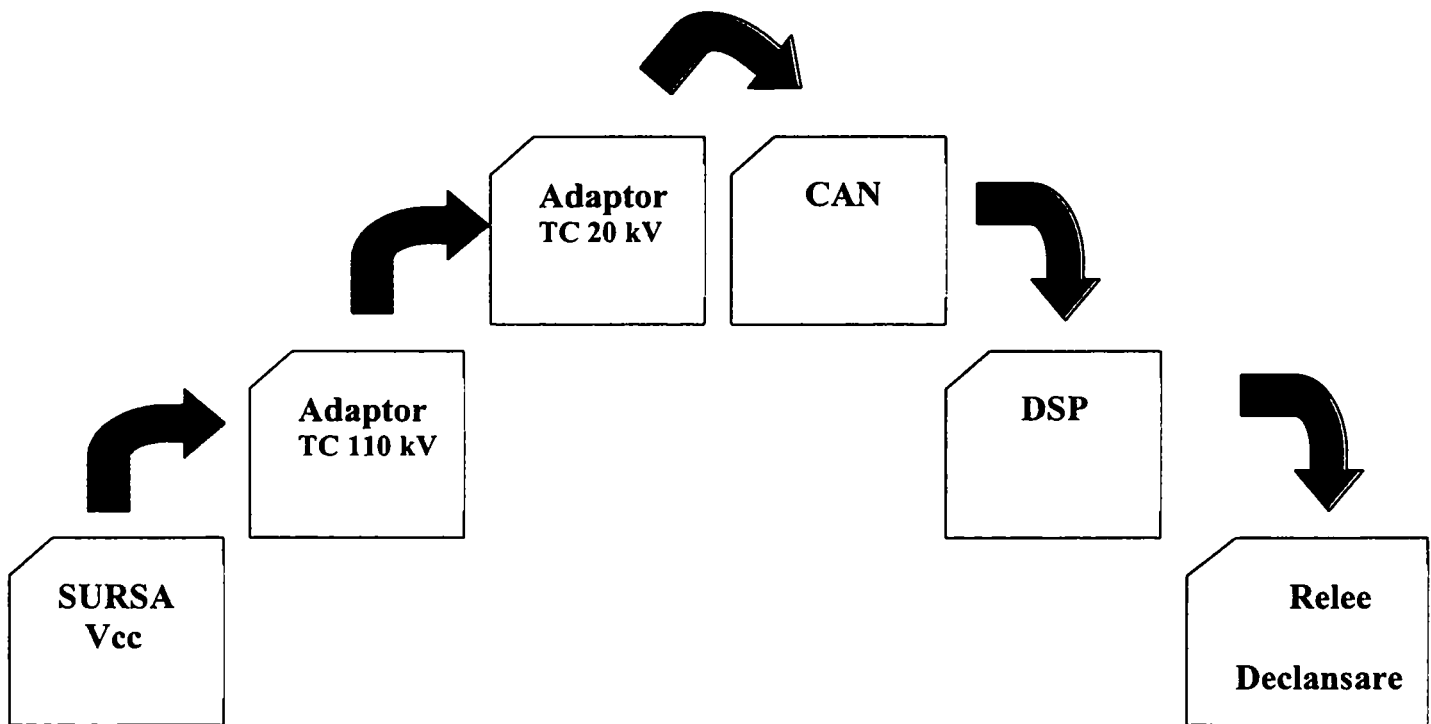 SURSA
Vcc
Adaptor
TC 110 kV
Adaptor
TC 20 kV
CAN
DSP
Relee
Declansare